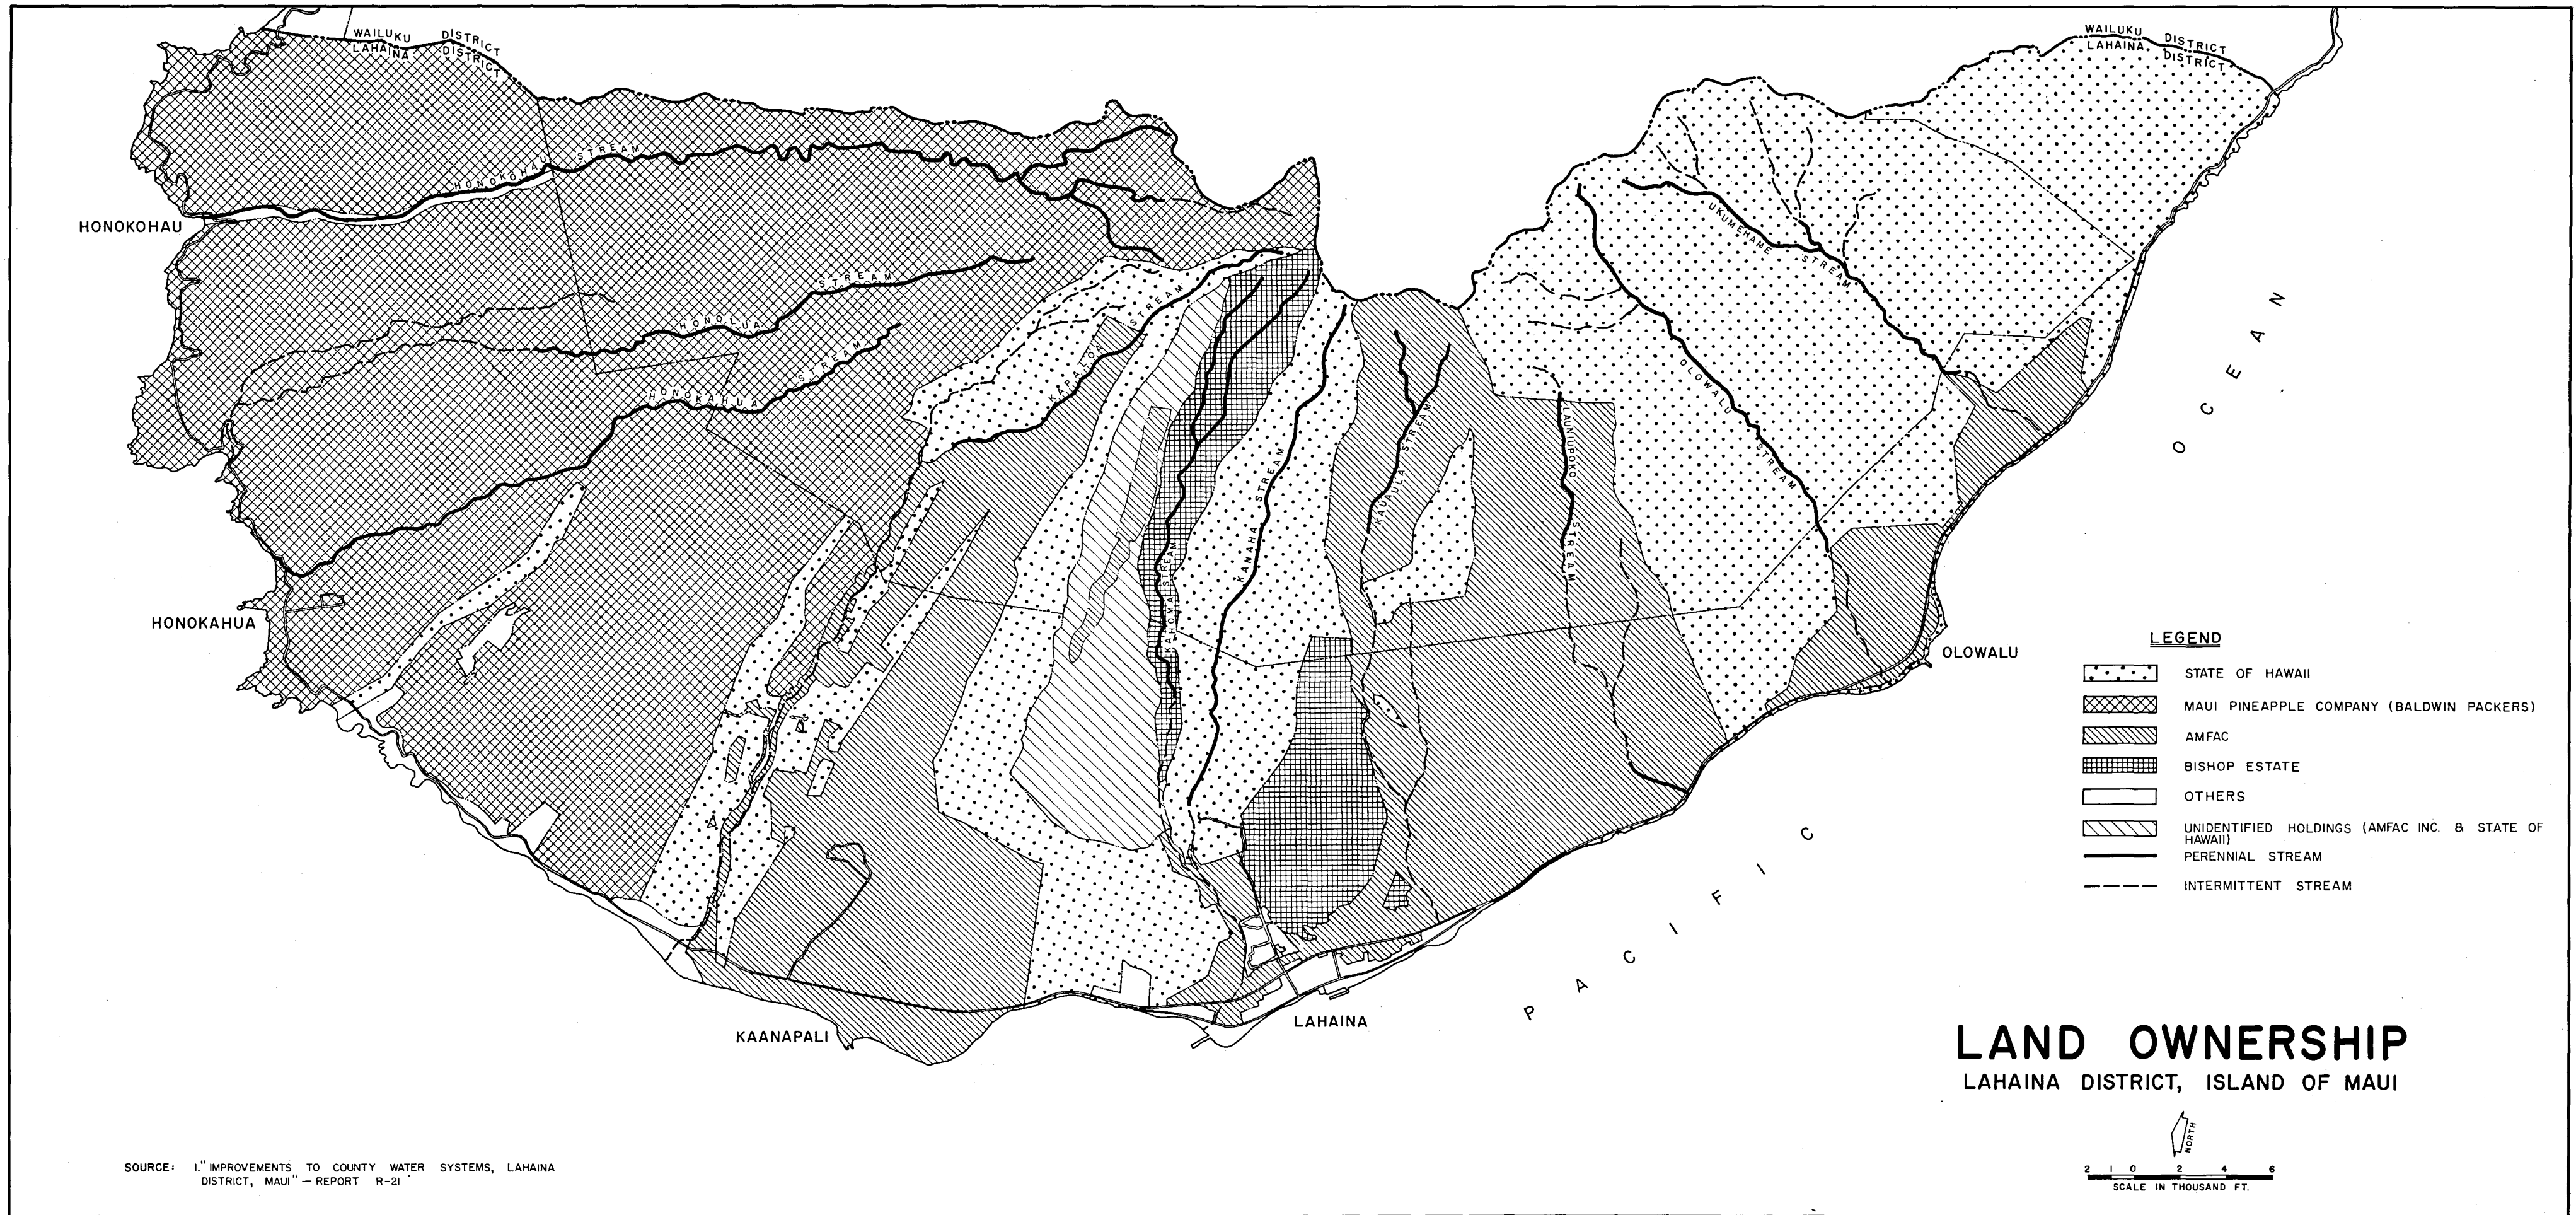 WAILUKU DISTRICT
LAHAINA DISTRICT
WAILUKU DISTRICT
LAHAINA DISTRICT
HONOKOHAU STREAM
HONOKOHAU
UKUMEHAME STREAM
HONOLUA STREAM
KAPALOA STREAM
HONOKAHUA STREAM
OLOWALU STREAM
LAUNIUPOKO STREAM
KAUAULA STREAM
KANAHA STREAM
KAHOMA STREAM
HONOKAHUA
OLOWALU
PACIFIC OCEAN
KAANAPALI
LAHAINA
LEGEND
STATE OF HAWAII
MAUI PINEAPPLE COMPANY (BALDWIN PACKERS)
AMFAC
BISHOP ESTATE
OTHERS
UNIDENTIFIED HOLDINGS (AMFAC INC. & STATE OF
HAWAII)
PERENNIAL STREAM
INTERMITTENT STREAM
LAND OWNERSHIP
LAHAINA DISTRICT, ISLAND OF MAUI
NORTH
2 1 0 2 4 6
SCALE IN THOUSAND FT.
SOURCE: 1." IMPROVEMENTS TO COUNTY WATER SYSTEMS, LAHAINA
DISTRICT, MAUI" — REPORT R-21